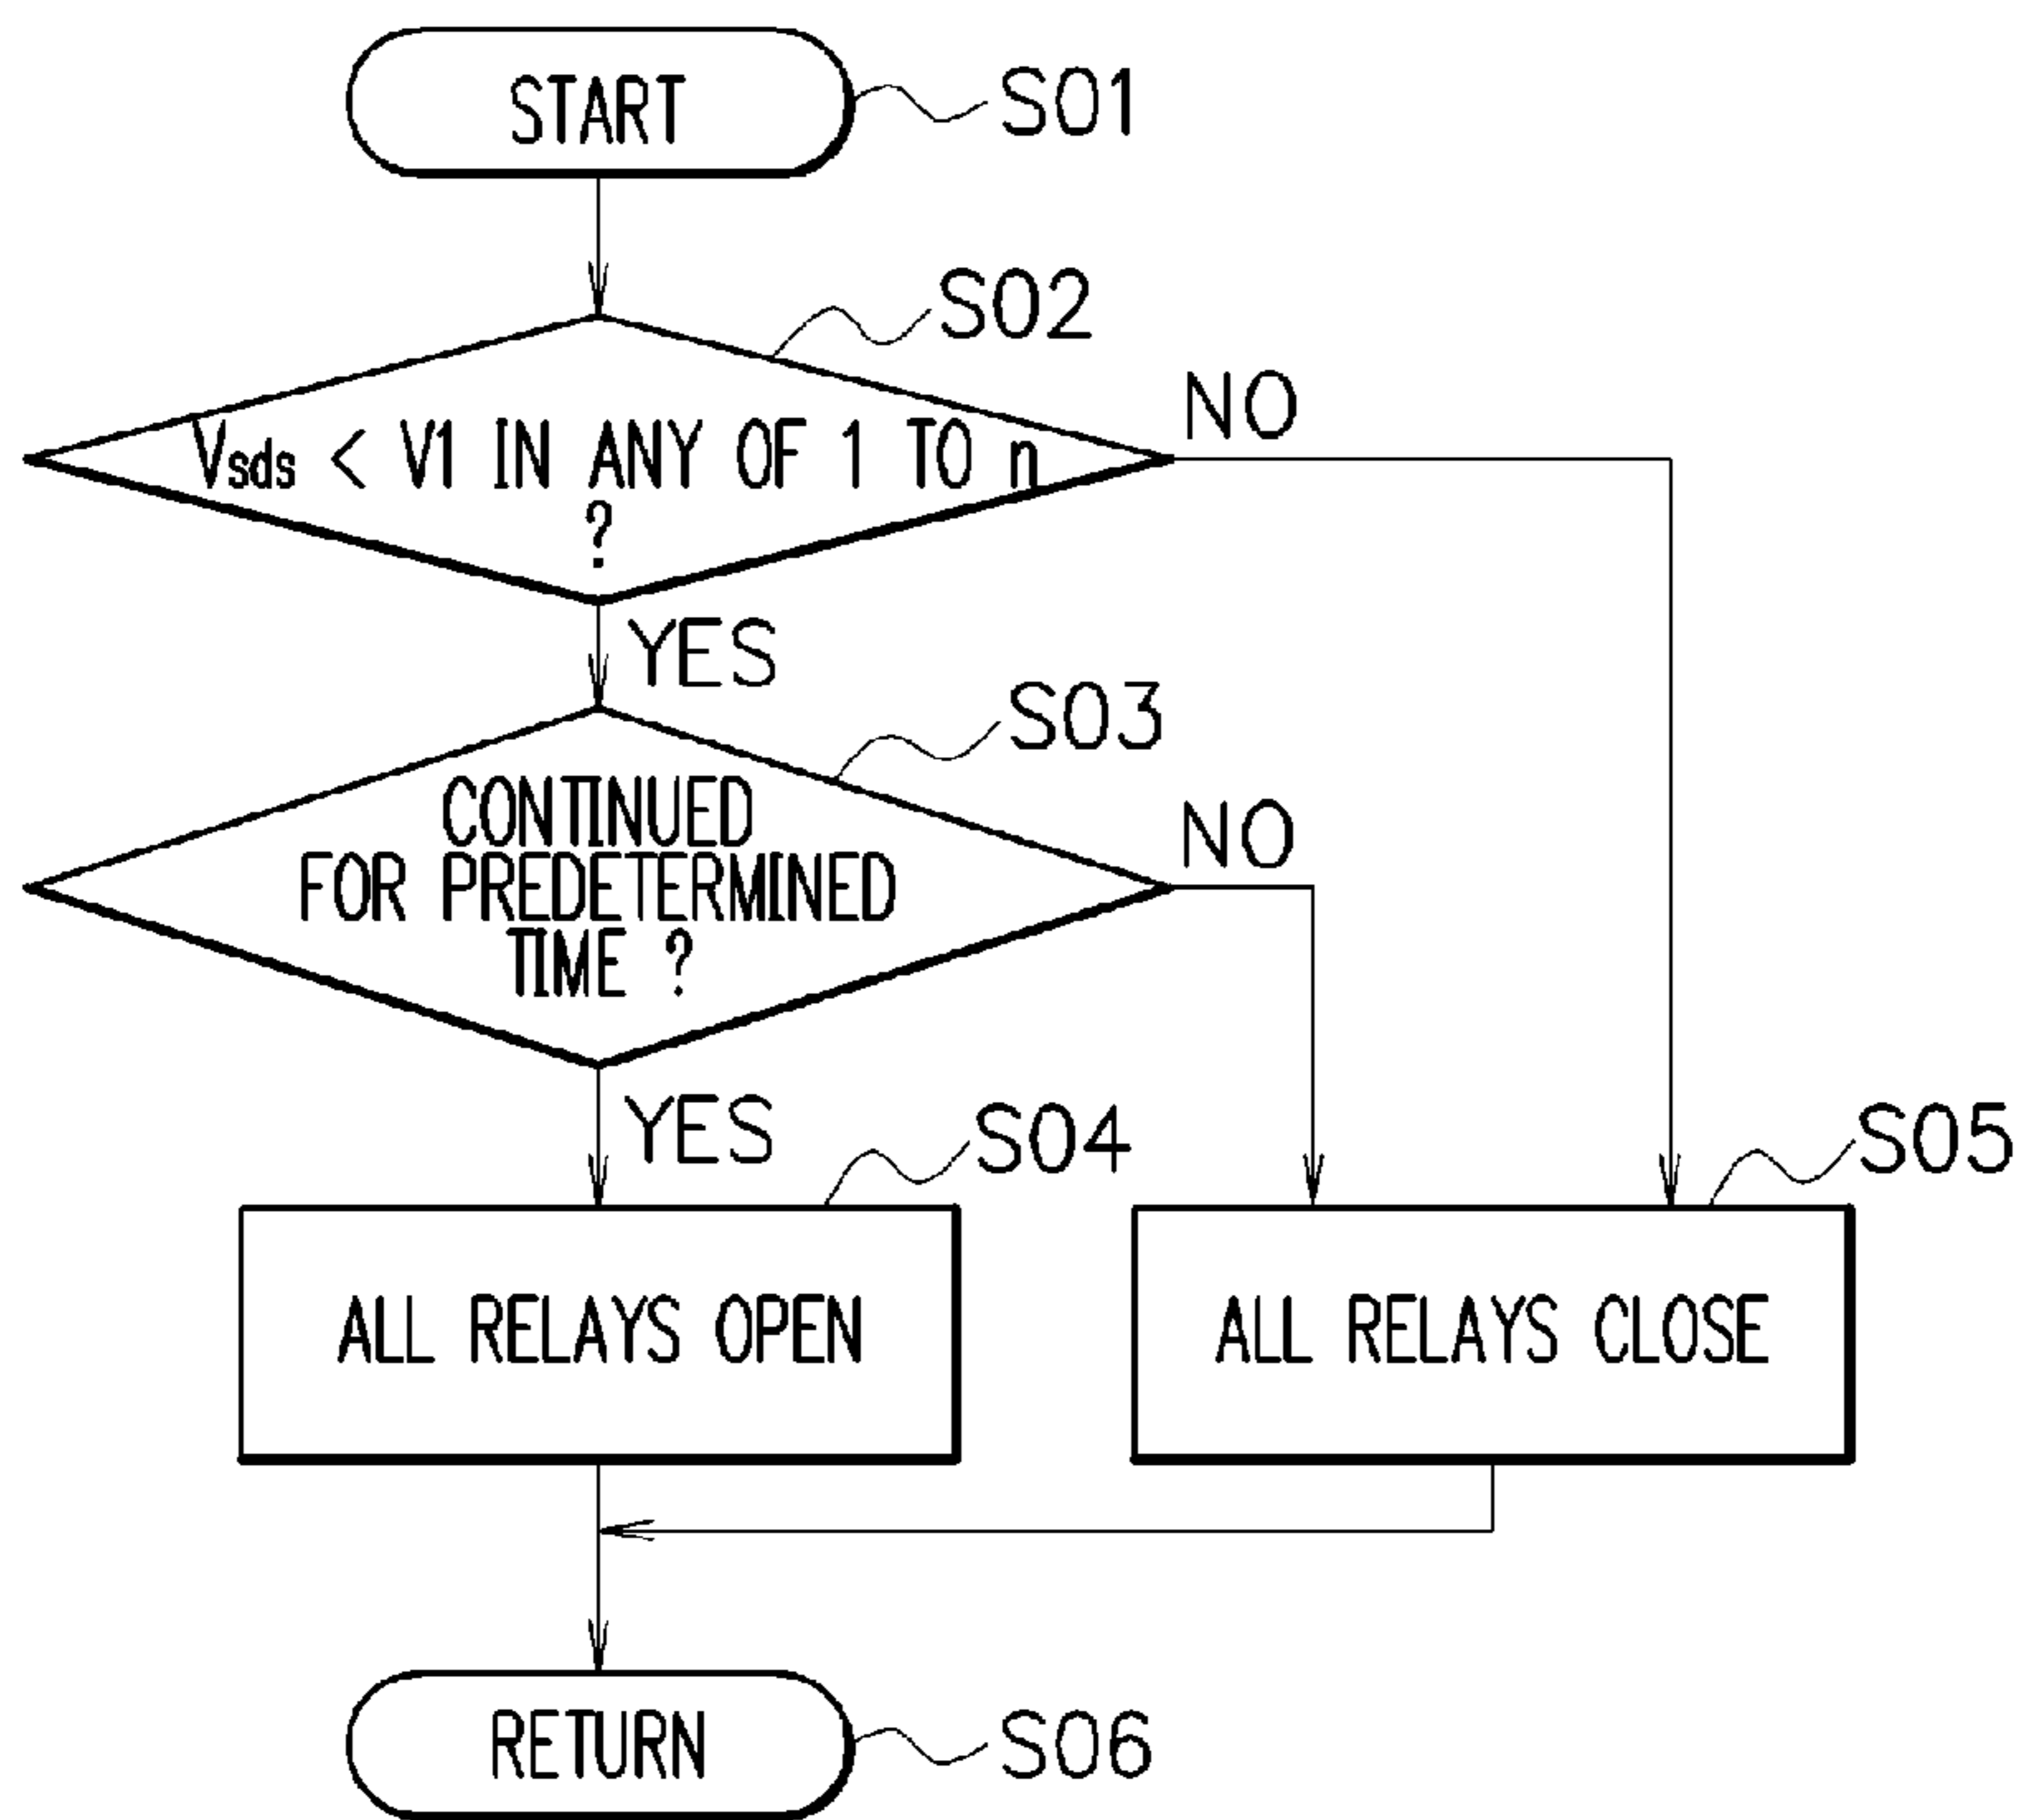 START
S01
S02
NO
Vsds < V1 IN ANY OF 1 TO n
?
YES
S03
CONTINUED
NO
FOR PREDETERMINED
TIME ?
YES
S04
S05
ALL RELAYS OPEN
ALL RELAYS CLOSE
RETURN
S06